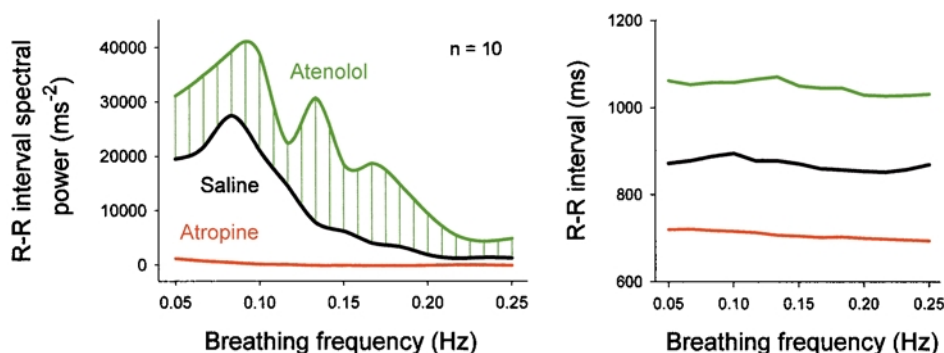 R-R interval spectral
power (ms-2)
40000
30000
20000
10000
0
n = 10
Atenolol
Saline
Atropine
0.05 0.10 0.15 0.20 0.25
Breathing frequency (Hz)
R-R interval (ms)
1200
1000
800
600
0.05 0.10 0.15 0.20 0.25
Breathing frequency (Hz)